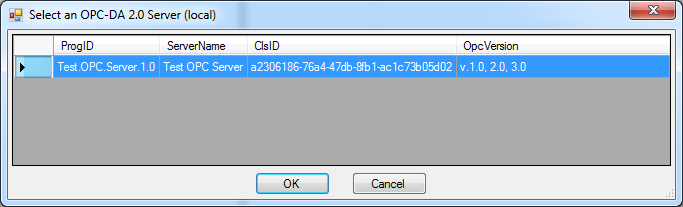 Select an OPC-DA 2.0 Server (local)
ProgID ServerName ClsID OpcVersion
Test.OPC.Server.1.0 Test OPC Server a2306186-76a4-47db-8fb1-ac1c73b05d02 v.1.0, 2.0, 3.0
OK Cancel